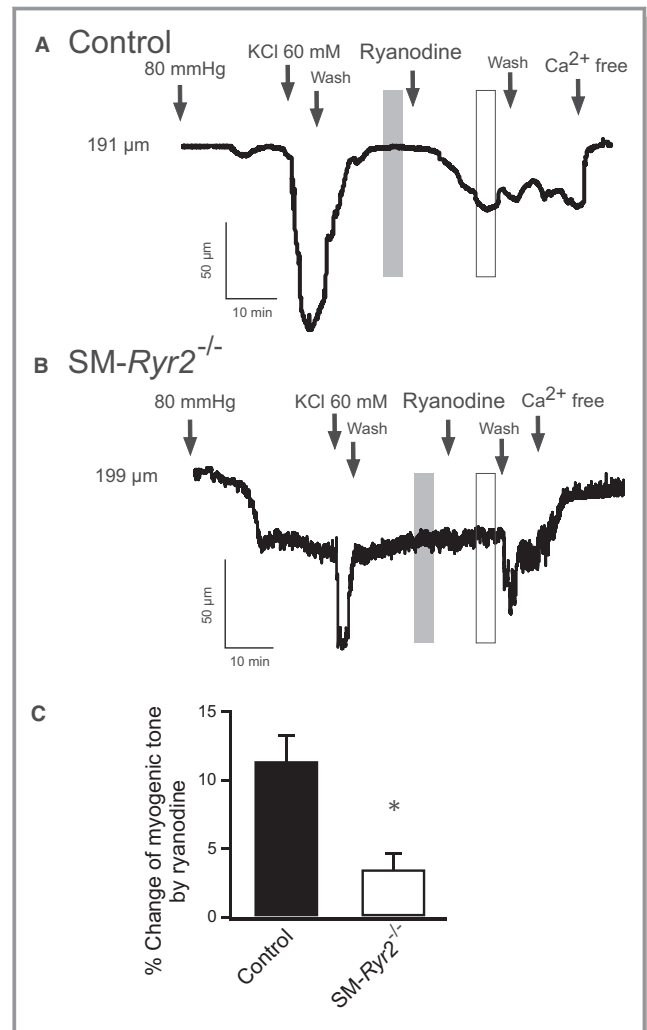 A Control
80 mmHg KCl 60 mM Wash Ryanodine Wash Ca2+ free
191 µm
50 µm
10 min
B SM-Ryr2-/-
80 mmHg KCl 60 mM Wash Ryanodine Wash Ca2+ free
199 µm
50 µm
10 min
C
% Change of myogenic tone
by ryanodine
15
10
5
0
*
Control
SM-Ryr2-/-